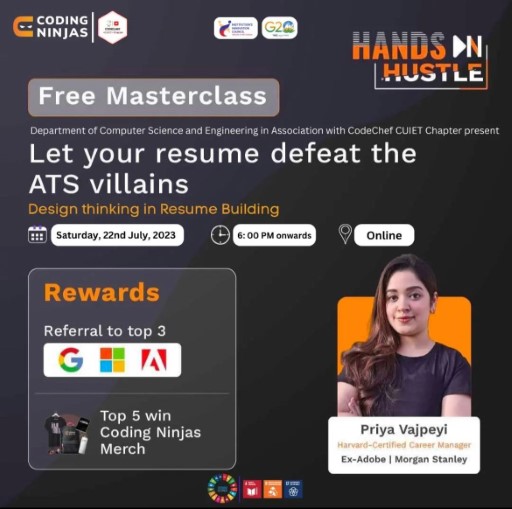 CODING
NINJAS
G20
HANDS ON
HUSTLE
Free Masterclass
Department of Computer Science and Engineering in Association with CodeChef CUIET Chapter present
Let your resume defeat the
ATS villains
Design thinking in Resume Building
Saturday, 22nd July, 2023
6: 00 PM onwards
Online
Rewards
Referral to top 3
Top 5 win
Coding Ninjas
Merch
Priya Vajpeyi
Harvard-Certified Career Manager
Ex-Adobe | Morgan Stanley